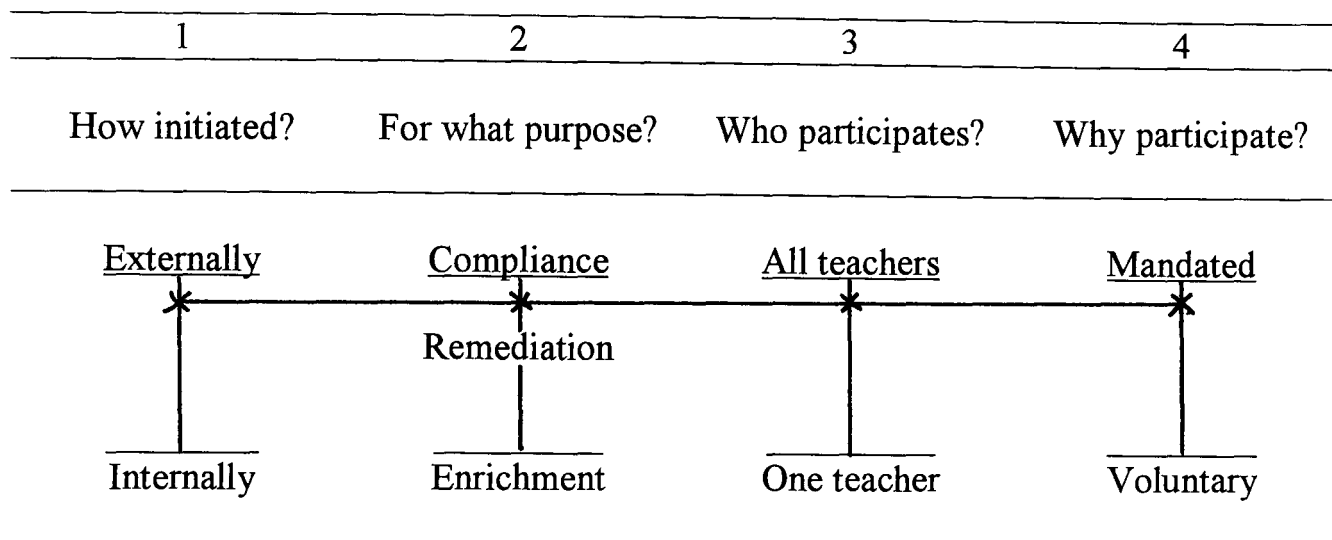 1 2 3 4
How initiated? For what purpose? Who participates? Why participate?
Externally Compliance All teachers Mandated
Remediation
Internally Enrichment One teacher Voluntary